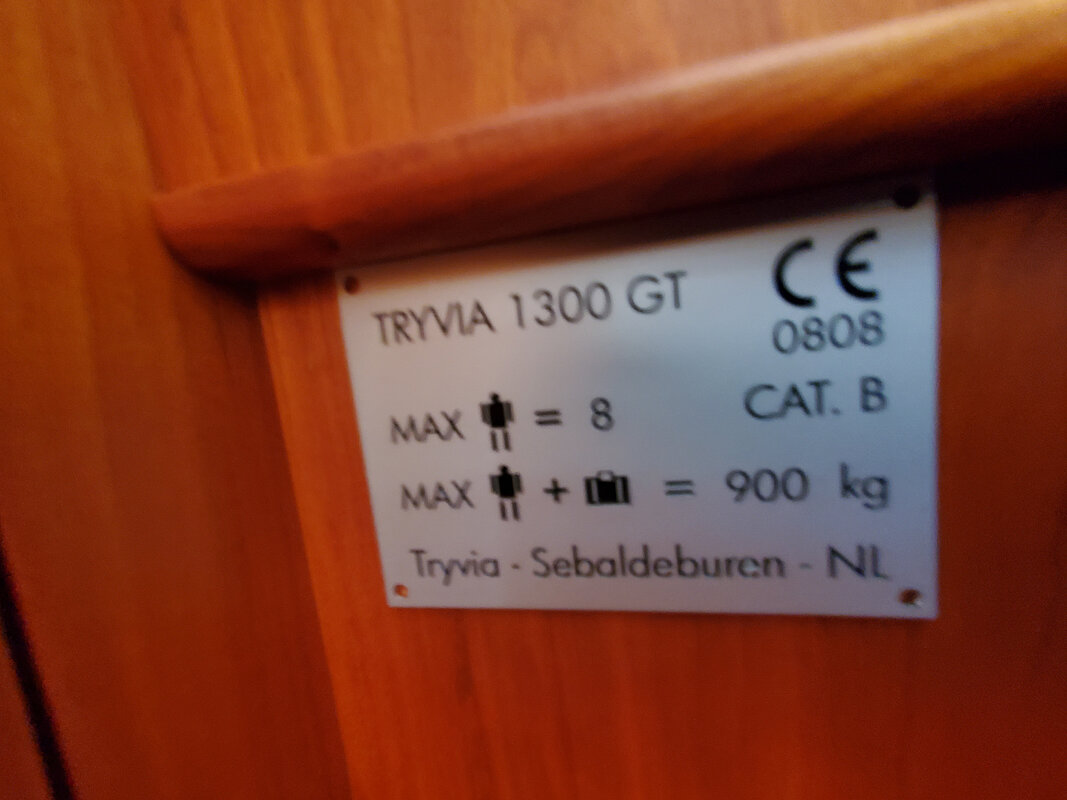 TRYVIA 1300 GT
CE
0808
CAT. B
MAX = 8
MAX + = 900 kg
Tryvia - Sebaldeburen - NL